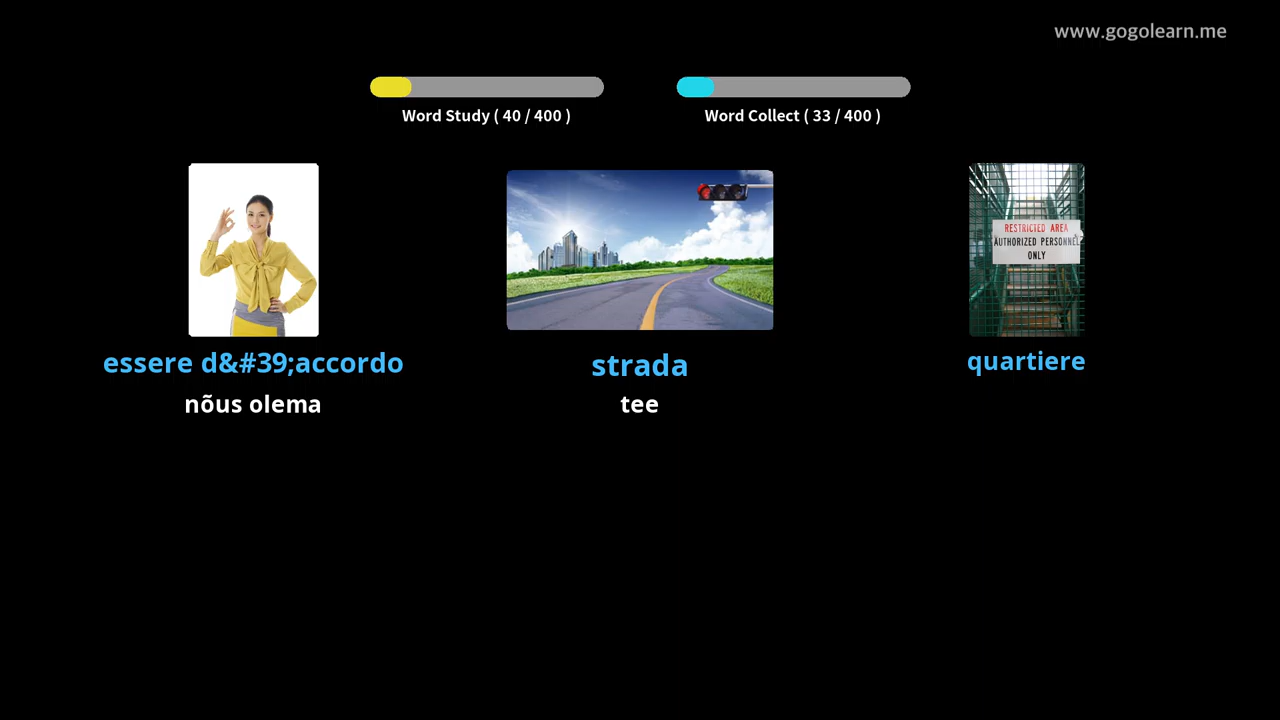 www.gogolearn.me
Word Study ( 40 / 400 )
Word Collect ( 33 / 400 )
RESTRICTED AREA
AUTHORIZED PERSONNEL
ONLY
essere d&#39;accordo
strada
quartiere
nõus olema
tee